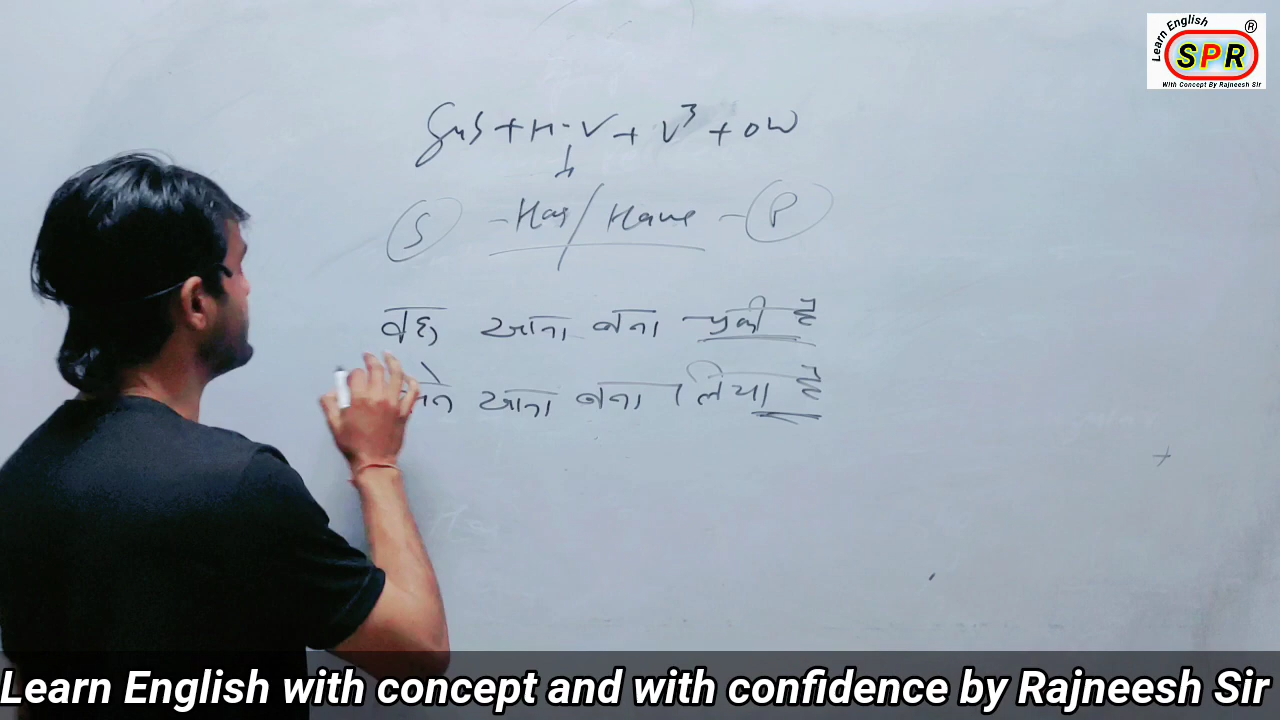 Learn English ®
SPR
With Concept By Rajneesh Sir
Sub + H.V + V³ + OW
S - Has / Have - P
वह खाना बना चुकी है
खाना बना लिया है
Learn English with concept and with confidence by Rajneesh Sir